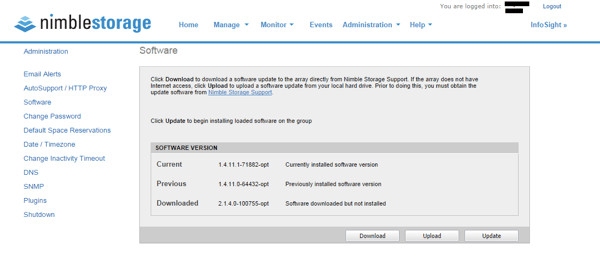 You are logged into:
Logout
nimblestorage
Home Manage Monitor Events Administration Help InfoSight »
Administration
Email Alerts
AutoSupport / HTTP Proxy
Software
Change Password
Default Space Reservations
Date / Timezone
Change Inactivity Timeout
DNS
SNMP
Plugins
Shutdown
Software
Click Download to download a software update to the array directly from Nimble Storage Support. If the array does not have
Internet access, click Upload to upload a software update from your local hard drive. Prior to doing this, you must obtain the
update software from Nimble Storage Support.
Click Update to begin installing loaded software on the group
SOFTWARE VERSION
Current 1.4.11.1-71882-opt Currently installed software version
Previous 1.4.11.0-64432-opt Previously installed software version
Downloaded 2.1.4.0-100755-opt Software downloaded but not installed
Download Upload Update